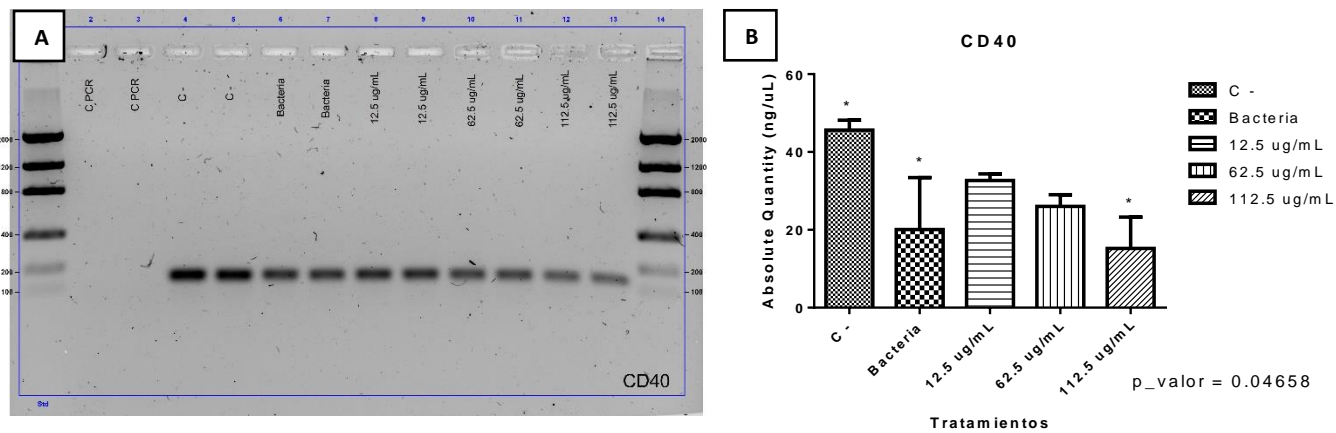 A
2 3 4 5 6 7 8 9 10 11 12 13 14
C PCR
C PCR
C -
C -
Bacteria
Bacteria
12.5 ug/mL
12.5 ug/mL
62.5 ug/mL
62.5 ug/mL
112.5 ug/mL
112.5 ug/mL
2000
1200
800
400
200
100
2000
1200
800
400
200
100
CD40
Std
B
CD40
Absolute Quantity (ng/uL)
60
40
20
0
*
*
*
C -
Bacteria
12.5 ug/mL
62.5 ug/mL
112.5 ug/mL
C -
Bacteria
12.5 ug/mL
62.5 ug/mL
112.5 ug/mL
p_valor = 0.04658
Tratamientos